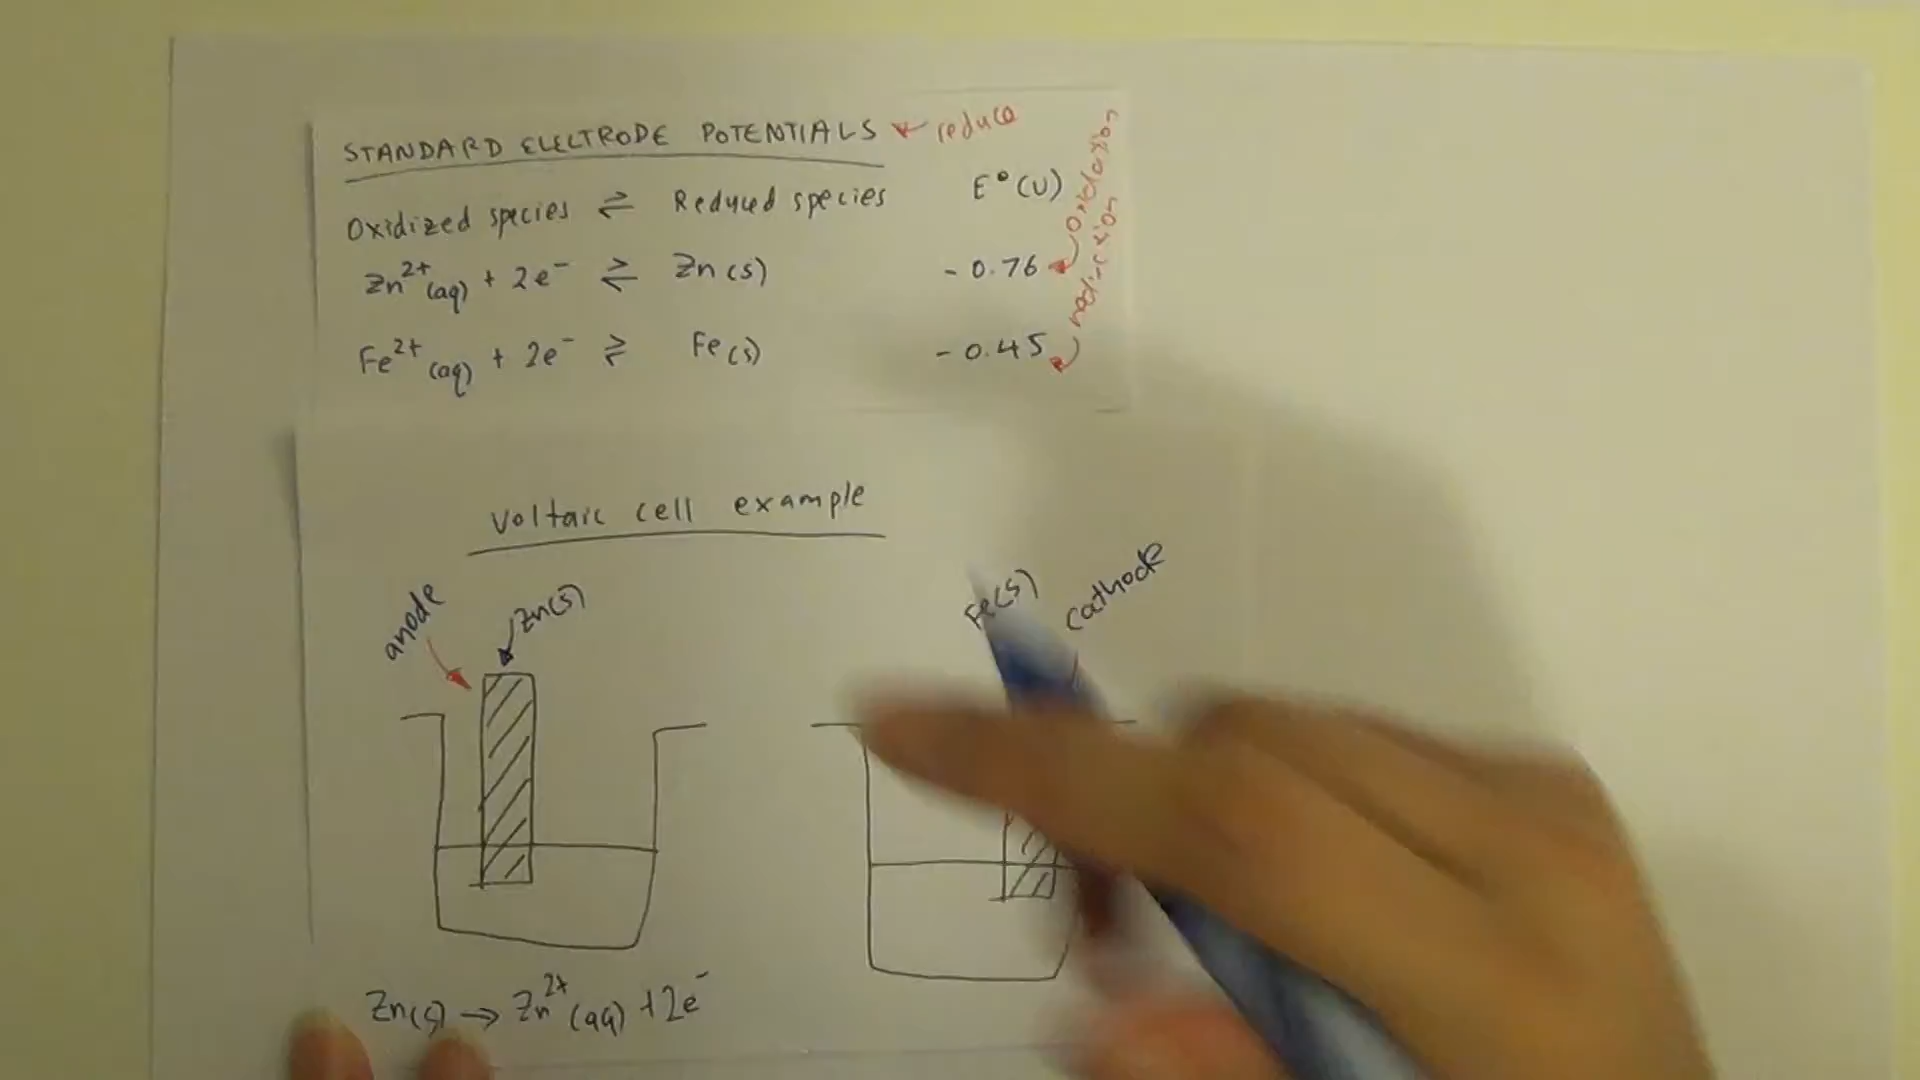 STANDARD ELECTRODE POTENTIALS ← reduce
Oxidized species ⇌ Reduced species E°(V)
Zn²⁺(aq) + 2e⁻ ⇌ Zn(s) - 0.76
oxidation
Fe²⁺(aq) + 2e⁻ ⇌ Fe(s) - 0.45
reduction
Voltaic cell example
anode
Zn(s)
Fe(s)
cathode
Zn(s) → Zn²⁺(aq) + 2e⁻